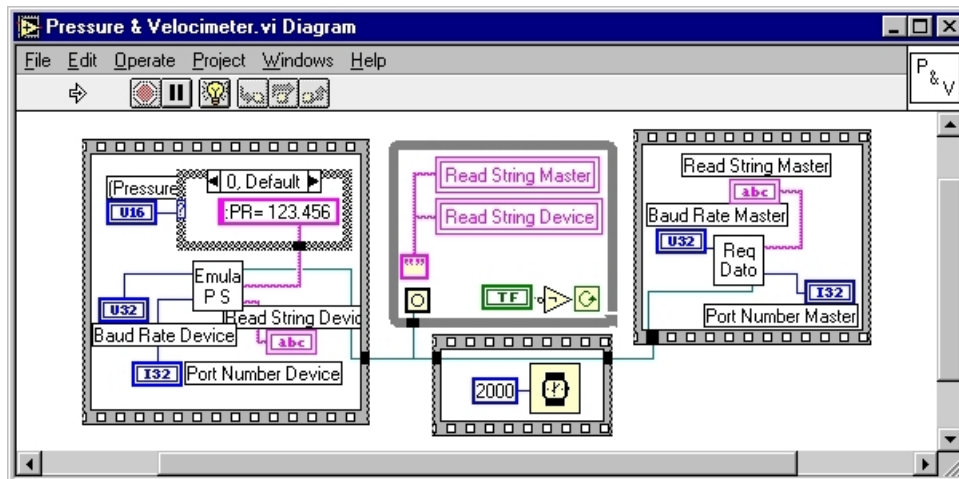 Pressure & Velocimeter.vi Diagram
File Edit Operate Project Windows Help
P & V
(Pressure
U16
0, Default
:PR= 123.456
Emula
P S
U32
Baud Rate Device
Read String Devic
abc
I32
Port Number Device
Read String Master
Read String Device
""
TF
2000
Read String Master
abc
Baud Rate Master
U32
Req
Dato
I32
Port Number Master